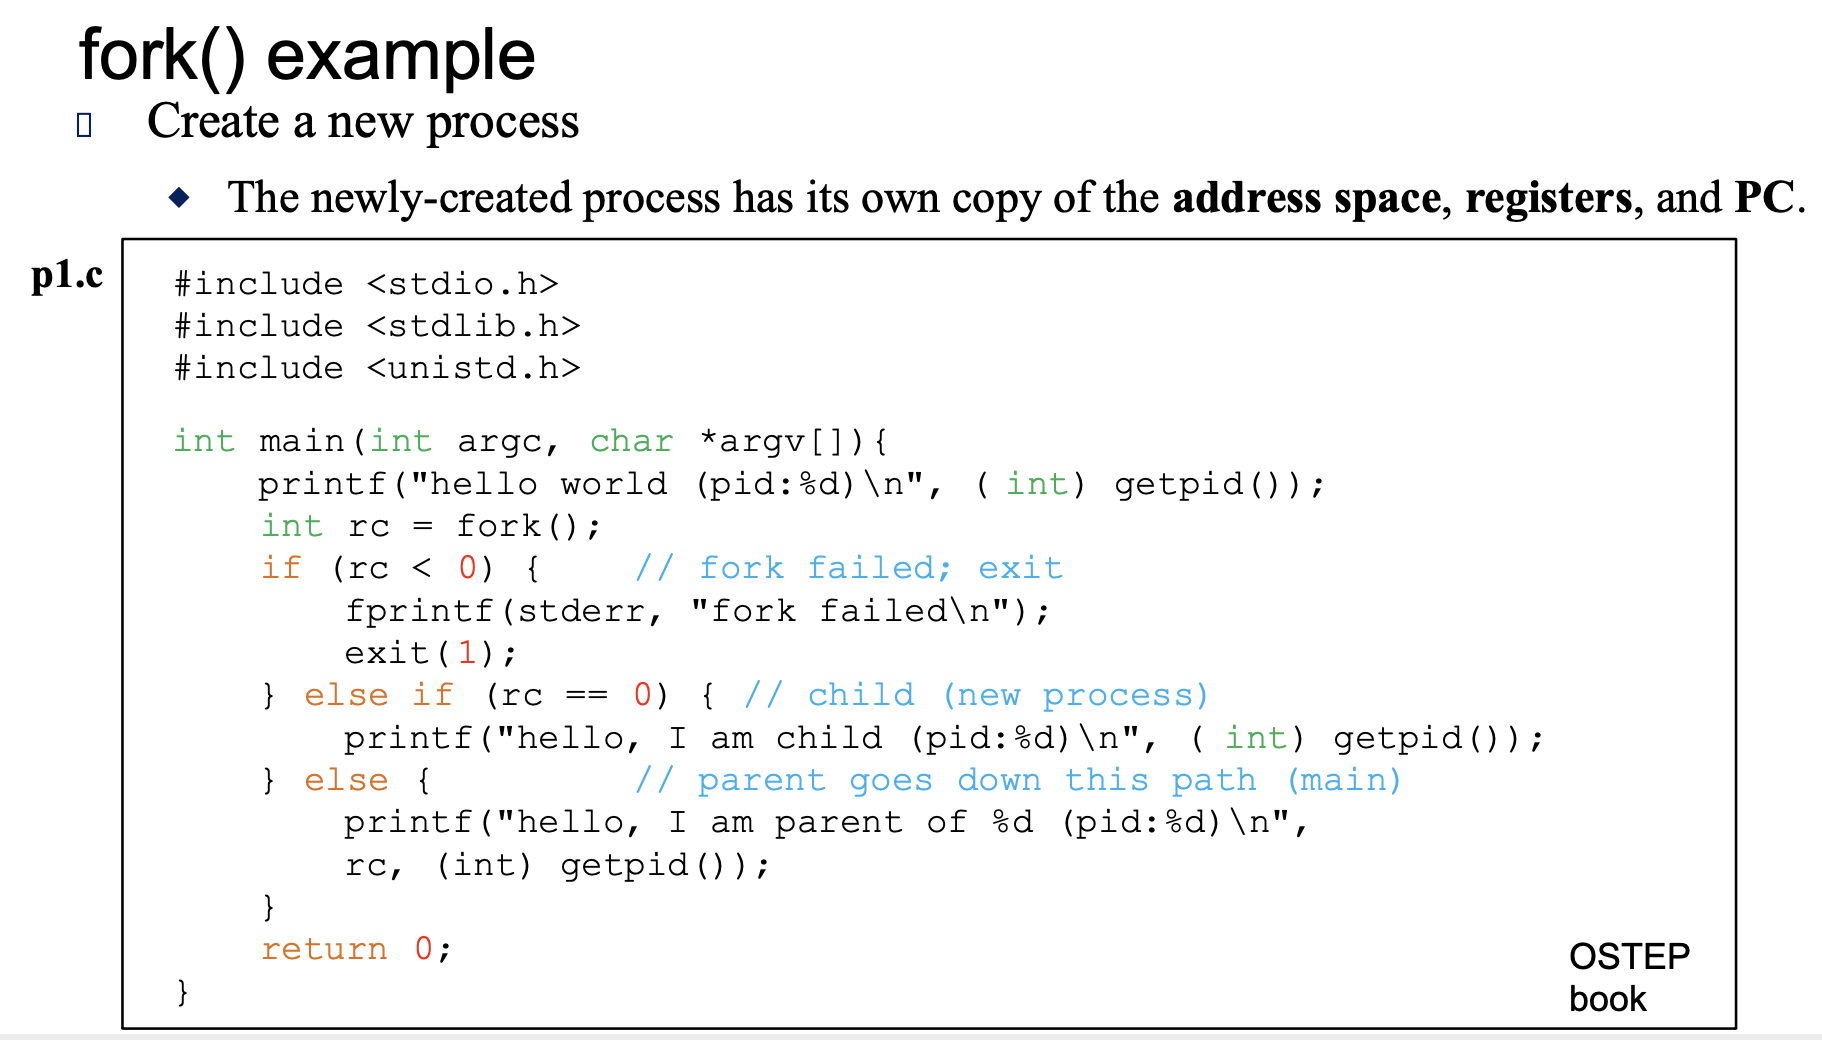 fork() example
Create a new process
The newly-created process has its own copy of the address space, registers, and PC.
p1.c
#include <stdio.h>
#include <stdlib.h>
#include <unistd.h>
int main(int argc, char *argv[]){
printf("hello world (pid:%d)\n", ( int) getpid());
int rc = fork();
if (rc < 0) { // fork failed; exit
fprintf(stderr, "fork failed\n");
exit(1);
} else if (rc == 0) { // child (new process)
printf("hello, I am child (pid:%d)\n", ( int) getpid());
} else { // parent goes down this path (main)
printf("hello, I am parent of %d (pid:%d)\n",
rc, (int) getpid());
}
return 0;
}
OSTEP
book